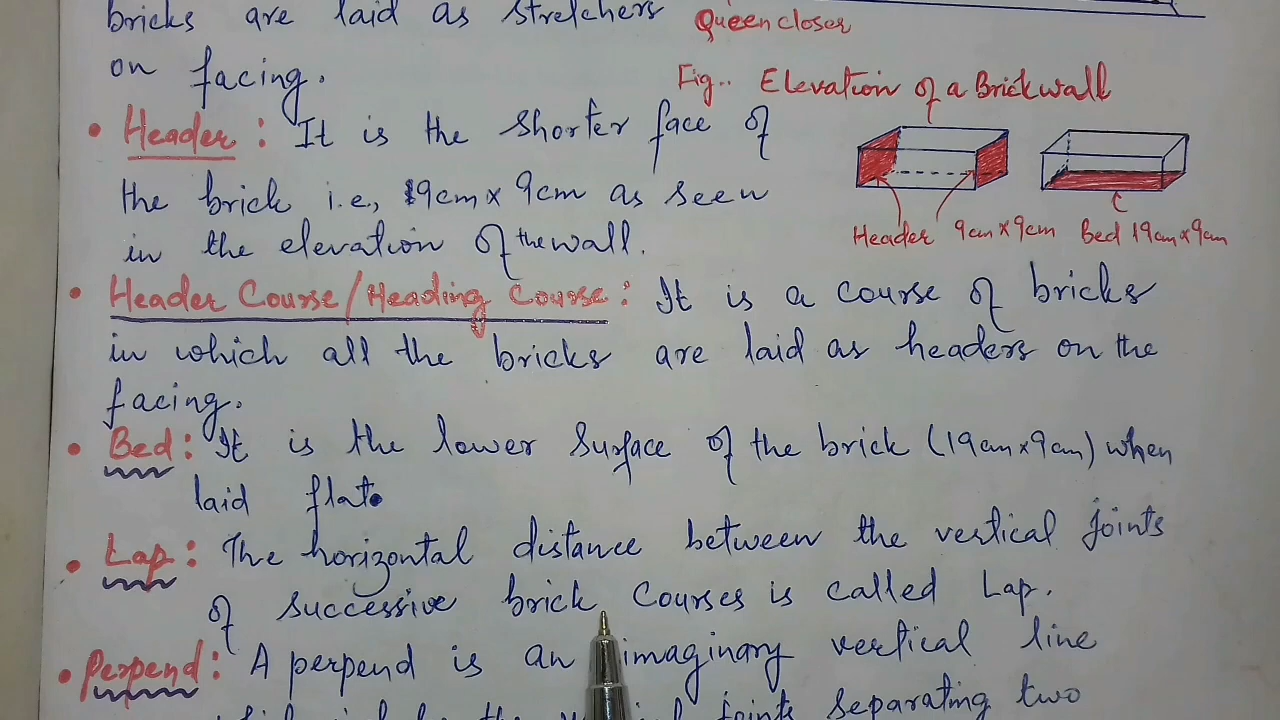 bricks are laid as stretchers
on facing.
Queen closer
Fig.. Elevation of a Brick wall
• Header: It is the shorter face of
the brick i.e., 9cm x 9cm as seen
in the elevation of the wall.
Header 9cm x 9cm Bed 19cm x 9cm
• Header Course/Heading Course: It is a course of bricks
in which all the bricks are laid as headers on the
facing.
• Bed: It is the lower surface of the brick (19cm x 9cm) when
laid flat.
• Lap: The horizontal distance between the vertical joints
of successive brick courses is called Lap.
• Perpend: A perpend is an imaginary vertical line
the joints separating two